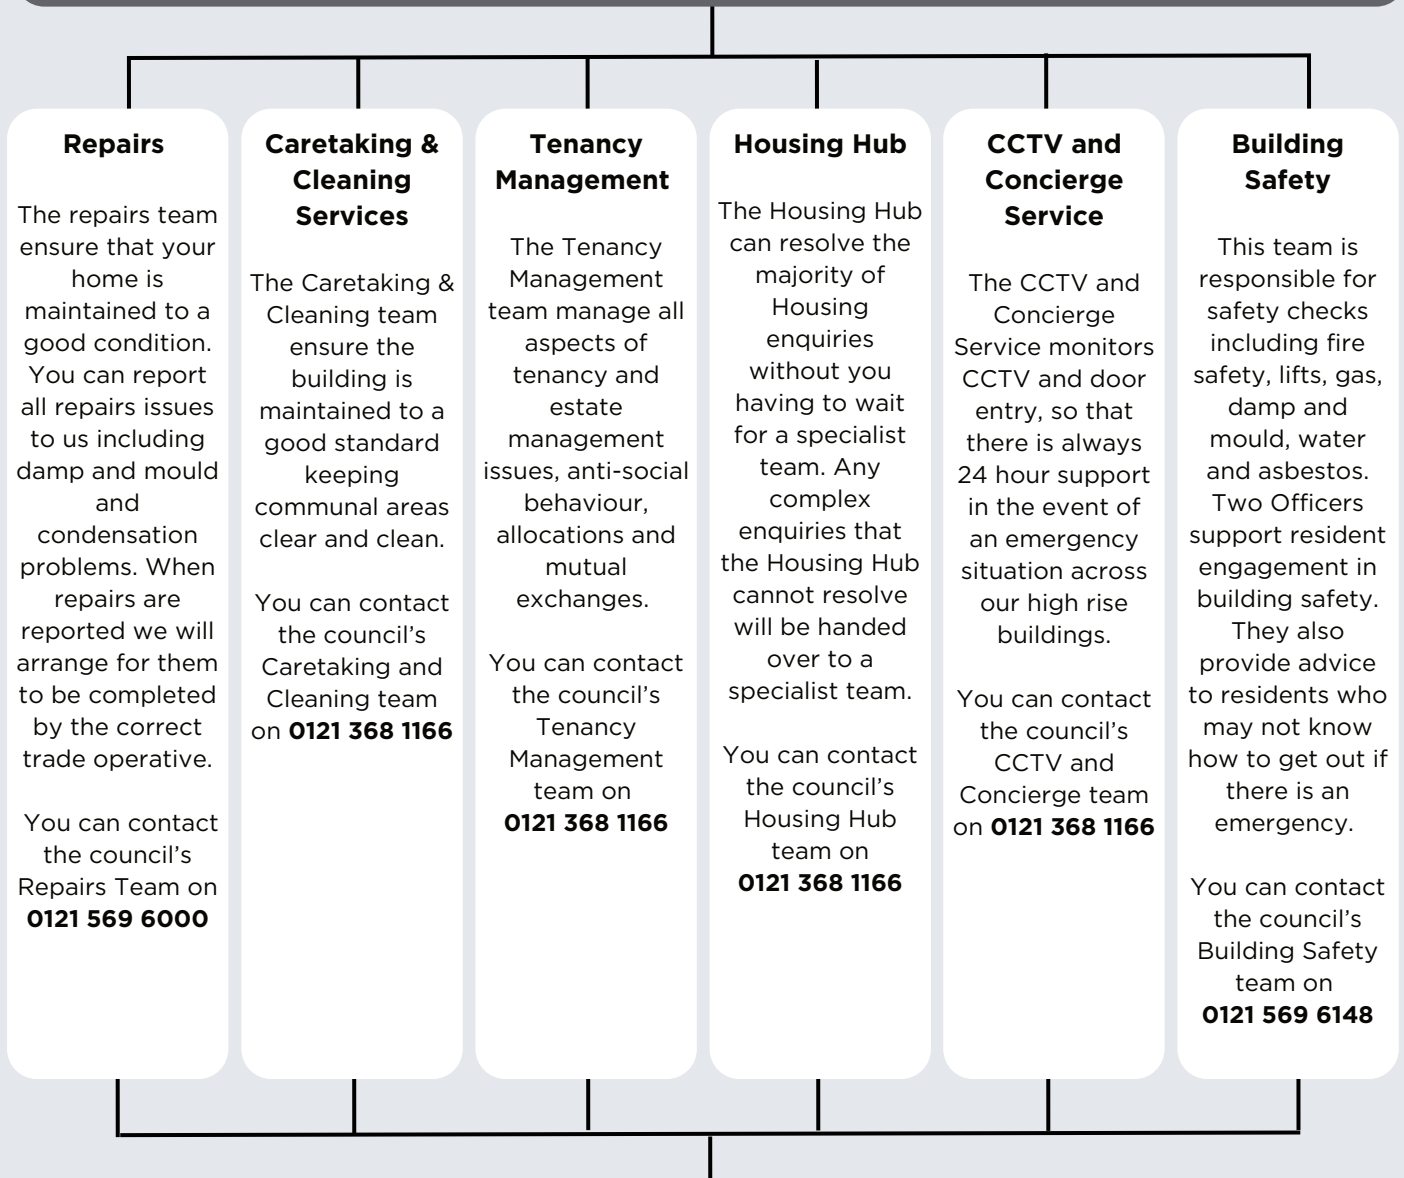 Repairs
The repairs team
ensure that your
home is
maintained to a
good condition.
You can report
all repairs issues
to us including
damp and mould
and
condensation
problems. When
repairs are
reported we will
arrange for them
to be completed
by the correct
trade operative.
You can contact
the council’s
Repairs Team on
0121 569 6000
Caretaking &
Cleaning
Services
The Caretaking &
Cleaning team
ensure the
building is
maintained to a
good standard
keeping
communal areas
clear and clean.
You can contact
the council’s
Caretaking and
Cleaning team
on 0121 368 1166
Tenancy
Management
The Tenancy
Management
team manage all
aspects of
tenancy and
estate
management
issues, anti-social
behaviour,
allocations and
mutual
exchanges.
You can contact
the council’s
Tenancy
Management
team on
0121 368 1166
Housing Hub
The Housing Hub
can resolve the
majority of
Housing
enquiries
without you
having to wait
for a specialist
team. Any
complex
enquiries that
the Housing Hub
cannot resolve
will be handed
over to a
specialist team.
You can contact
the council’s
Housing Hub
team on
0121 368 1166
CCTV and
Concierge
Service
The CCTV and
Concierge
Service monitors
CCTV and door
entry, so that
there is always
24 hour support
in the event of
an emergency
situation across
our high rise
buildings.
You can contact
the council’s
CCTV and
Concierge team
on 0121 368 1166
Building
Safety
This team is
responsible for
safety checks
including fire
safety, lifts, gas,
damp and
mould, water
and asbestos.
Two Officers
support resident
engagement in
building safety.
They also
provide advice
to residents who
may not know
how to get out if
there is an
emergency.
You can contact
the council’s
Building Safety
team on
0121 569 6148